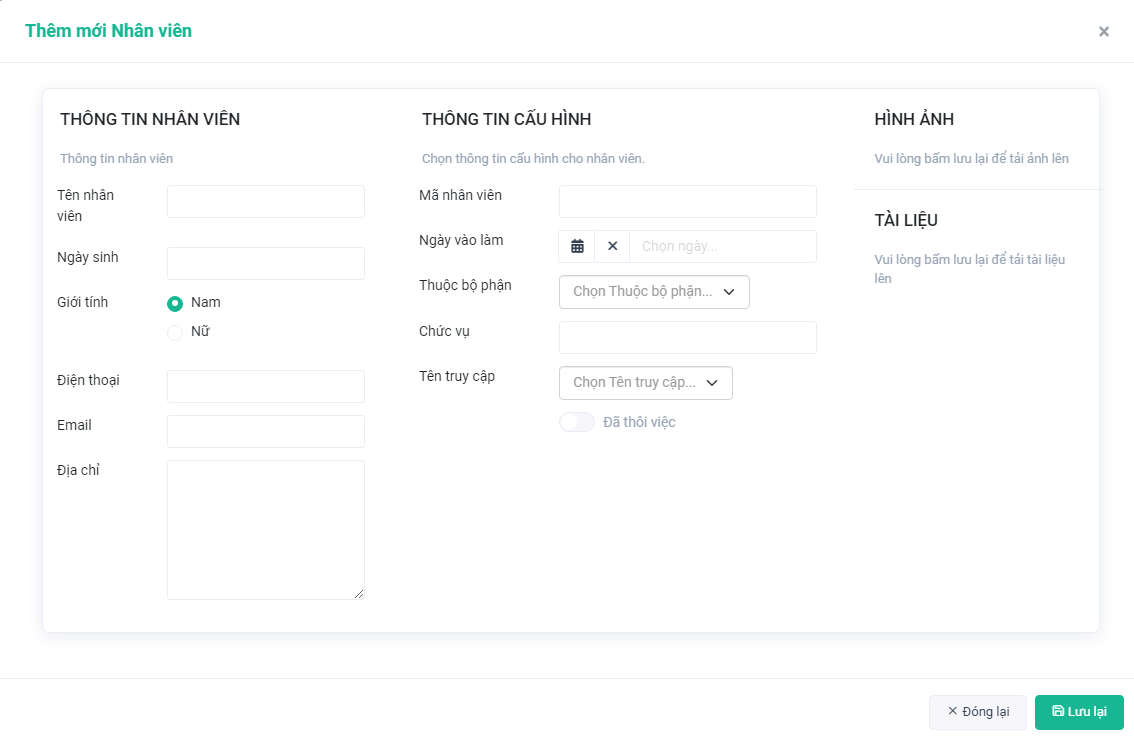 Thêm mới Nhân viên
×
THÔNG TIN NHÂN VIÊN
Thông tin nhân viên
Tên nhân
viên
Ngày sinh
Giới tính
Nam
Nữ
Điện thoại
Email
Địa chỉ
THÔNG TIN CẤU HÌNH
Chọn thông tin cấu hình cho nhân viên.
Mã nhân viên
Ngày vào làm
Chọn ngày...
Thuộc bộ phận
Chọn Thuộc bộ phận...
Chức vụ
Tên truy cập
Chọn Tên truy cập...
Đã thôi việc
HÌNH ẢNH
Vui lòng bấm lưu lại để tải ảnh lên
TÀI LIỆU
Vui lòng bấm lưu lại để tải tài liệu
lên
Đóng lại
Lưu lại